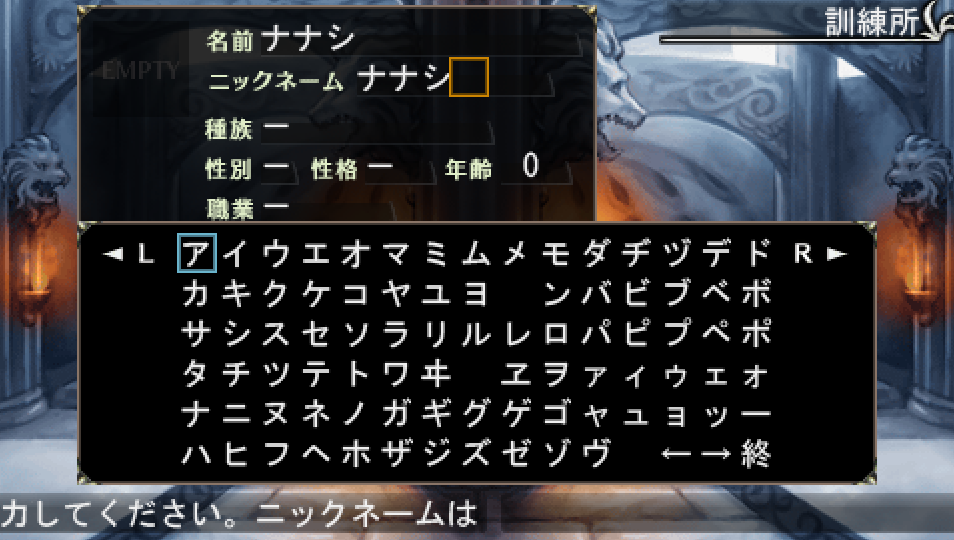 訓練所
EMPTY
名前 ナナシ
ニックネーム ナナシ
種族 ー
性別 ー 性格 ー 年齢 0
職業 ー
◄ L アイウエオマミムメモダヂヅデド R ►
カキクケコヤユヨ ンバビブベボ
サシスセソラリルレロパピプペポ
タチツテトワヰ ヱヲァィゥェォ
ナニヌネノガギグゲゴャュョッー
ハヒフヘホザジズゼゾヴ ←→終
力してください。ニックネームは